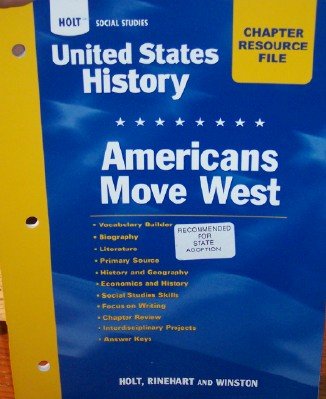 HOLT SOCIAL STUDIES
United States
History
CHAPTER
RESOURCE
FILE
Americans
Move West
• Vocabulary Builder
• Biography
• Literature
• Primary Source
• History and Geography
• Economics and History
• Social Studies Skills
• Focus on Writing
• Chapter Review
• Interdisciplinary Projects
• Answer Keys
RECOMMENDED
FOR
STATE
ADOPTION
HOLT, RINEHART AND WINSTON